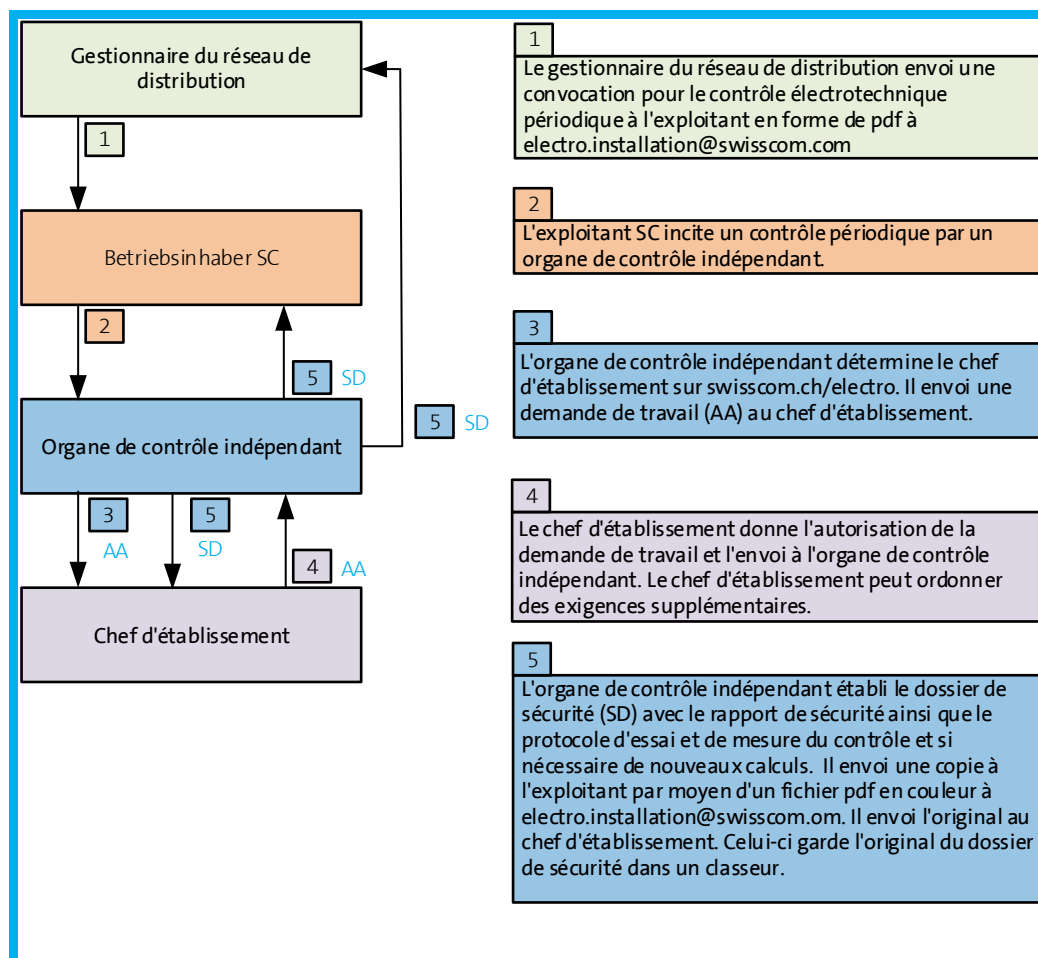 Gestionnaire du réseau de
distribution
1
Betriebsinhaber SC
2
5 SD
Organe de contrôle indépendant
5 SD
3
AA
5
SD
4 AA
Chef d'établissement
1
Le gestionnaire du réseau de distribution envoi une
convocation pour le contrôle électrotechnique
périodique à l'exploitant en forme de pdf à
electro.installation@swisscom.com
2
L'exploitant SC incite un contrôle périodique par un
organe de contrôle indépendant.
3
L'organe de contrôle indépendant détermine le chef
d'établissement sur swisscom.ch/electro. Il envoi une
demande de travail (AA) au chef d'établissement.
4
Le chef d'établissement donne l'autorisation de la
demande de travail et l'envoi à l'organe de contrôle
indépendant. Le chef d'établissement peut ordonner
des exigences supplémentaires.
5
L'organe de contrôle indépendant établi le dossier de
sécurité (SD) avec le rapport de sécurité ainsi que le
protocole d'essai et de mesure du contrôle et si
nécessaire de nouveaux calculs. Il envoi une copie à
l'exploitant par moyen d'un fichier pdf en couleur à
electro.installation@swisscom.om. Il envoi l'original au
chef d'établissement. Celui-ci garde l'original du dossier
de sécurité dans un classeur.